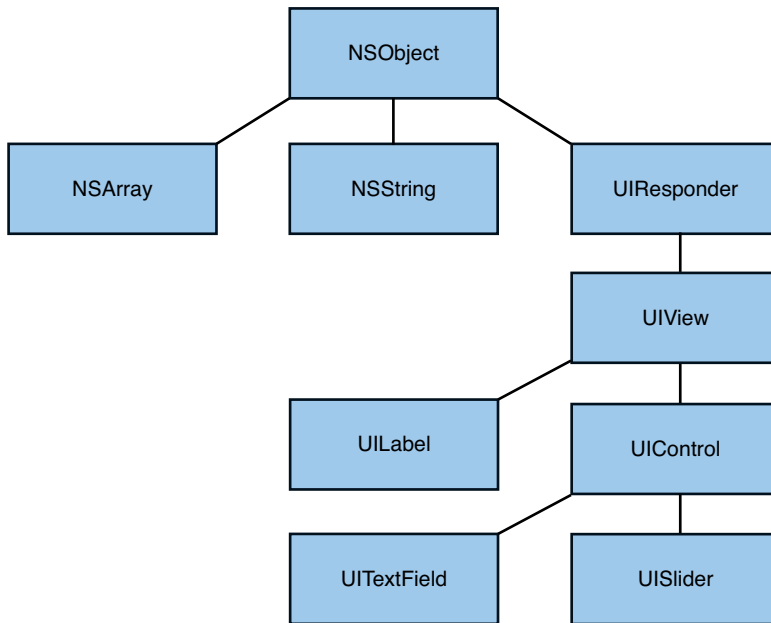 NSObject
NSArray
NSString
UIResponder
UIView
UILabel
UIControl
UITextField
UISlider